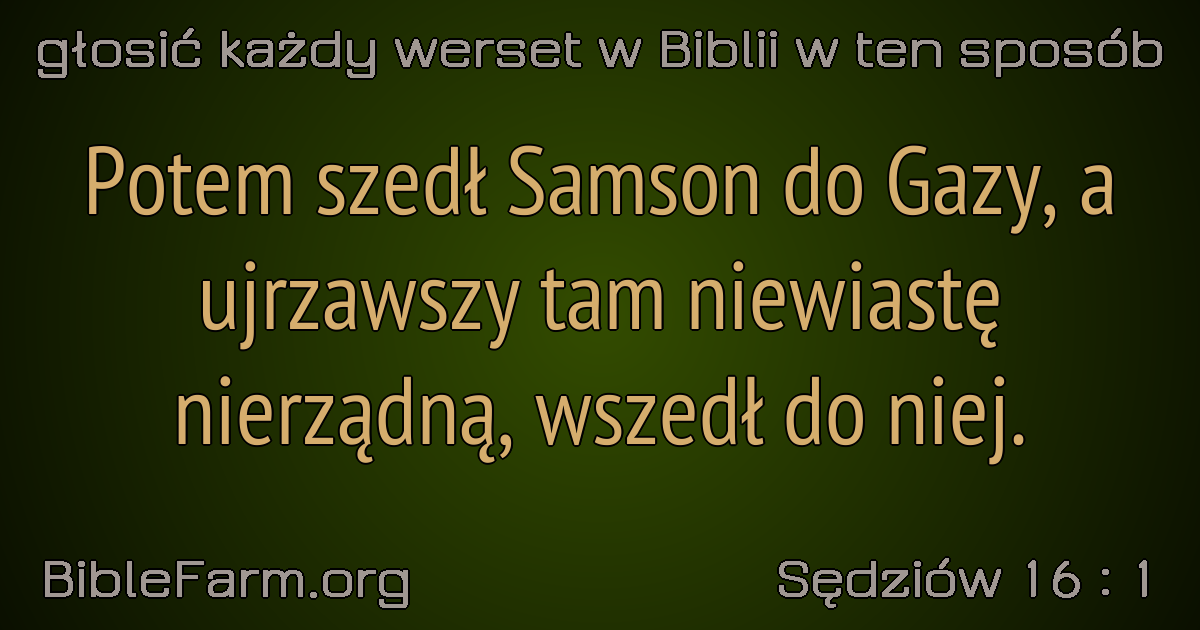 głosić każdy werset w Biblii w ten sposób
Potem szedł Samson do Gazy, a
ujrzawszy tam niewiastę
nierządną, wszedł do niej.
BibleFarm.org
Sędziów 16 : 1